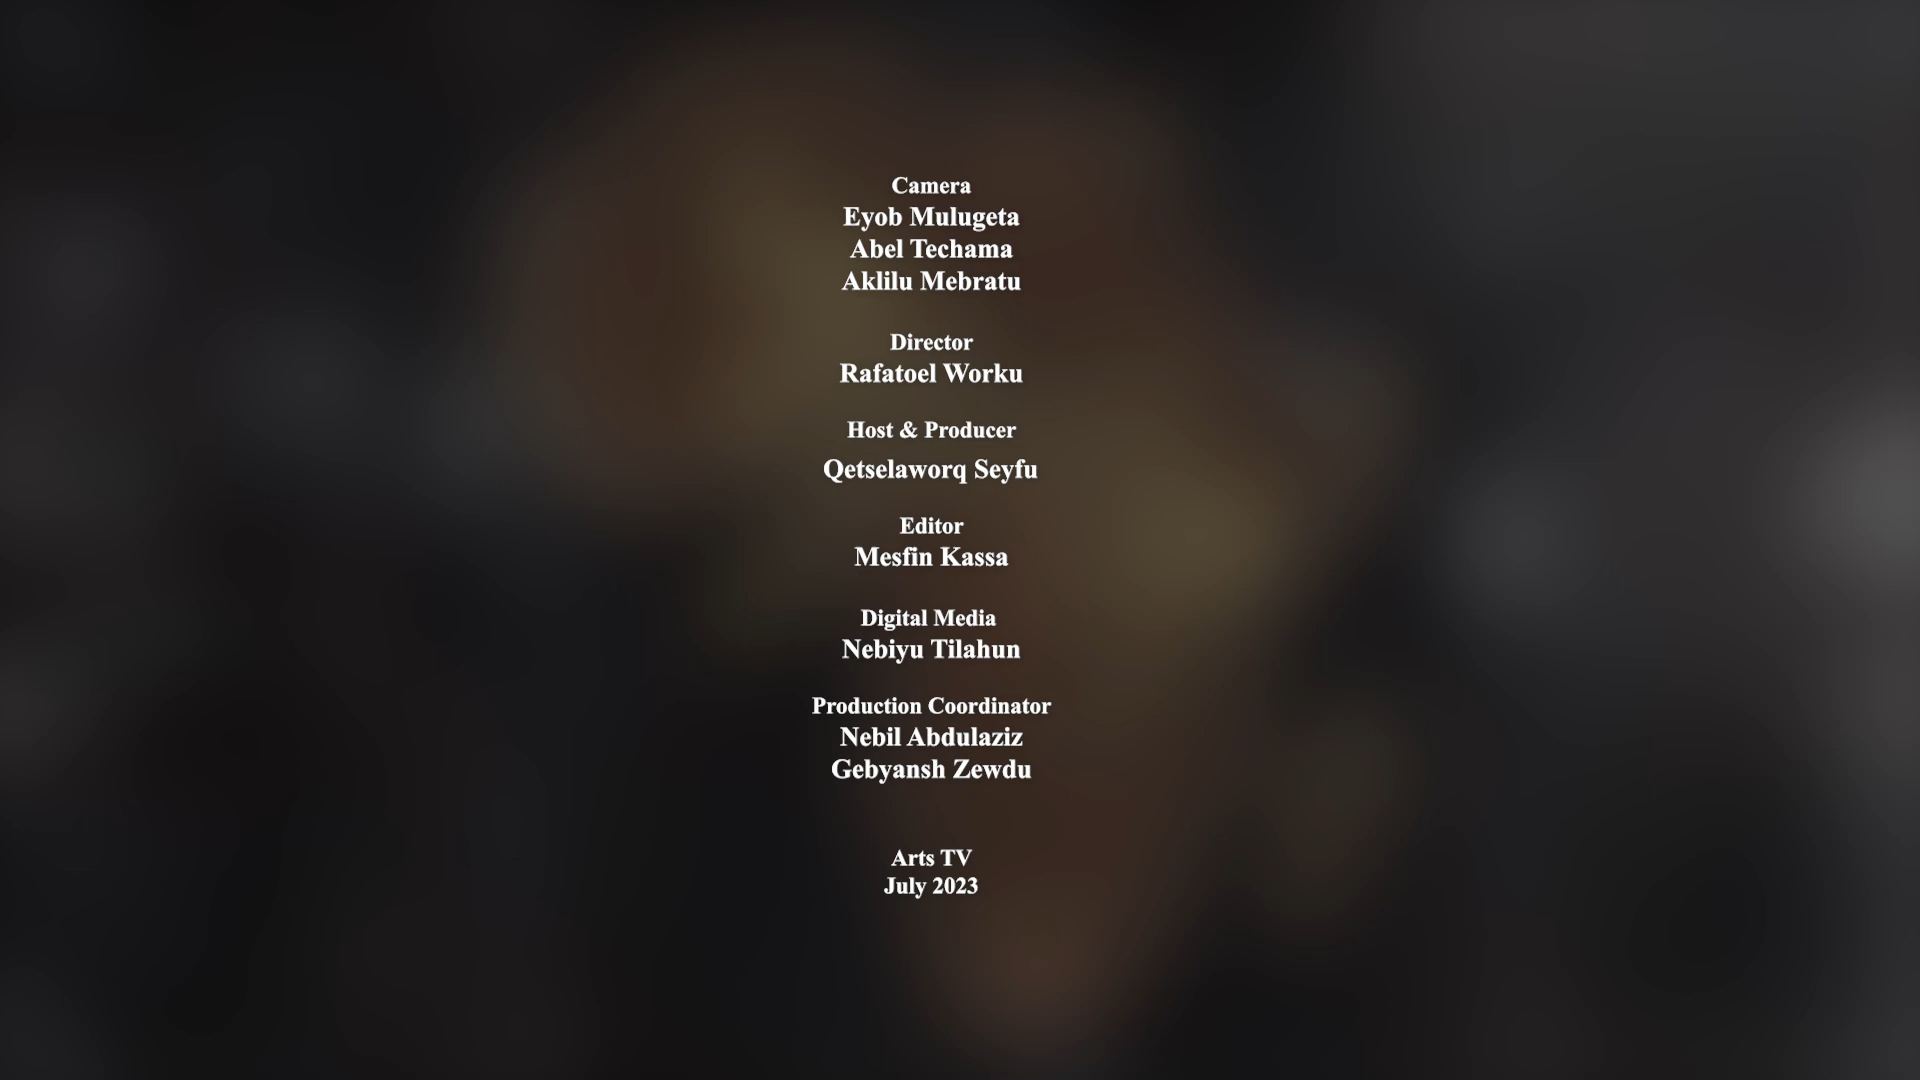 Camera
Eyob Mulugeta
Abel Techama
Aklilu Mebratu
Director
Rafatoel Worku
Host & Producer
Qetselaworq Seyfu
Editor
Mesfin Kassa
Digital Media
Nebiyu Tilahun
Production Coordinator
Nebil Abdulaziz
Gebyansh Zewdu
Arts TV
July 2023